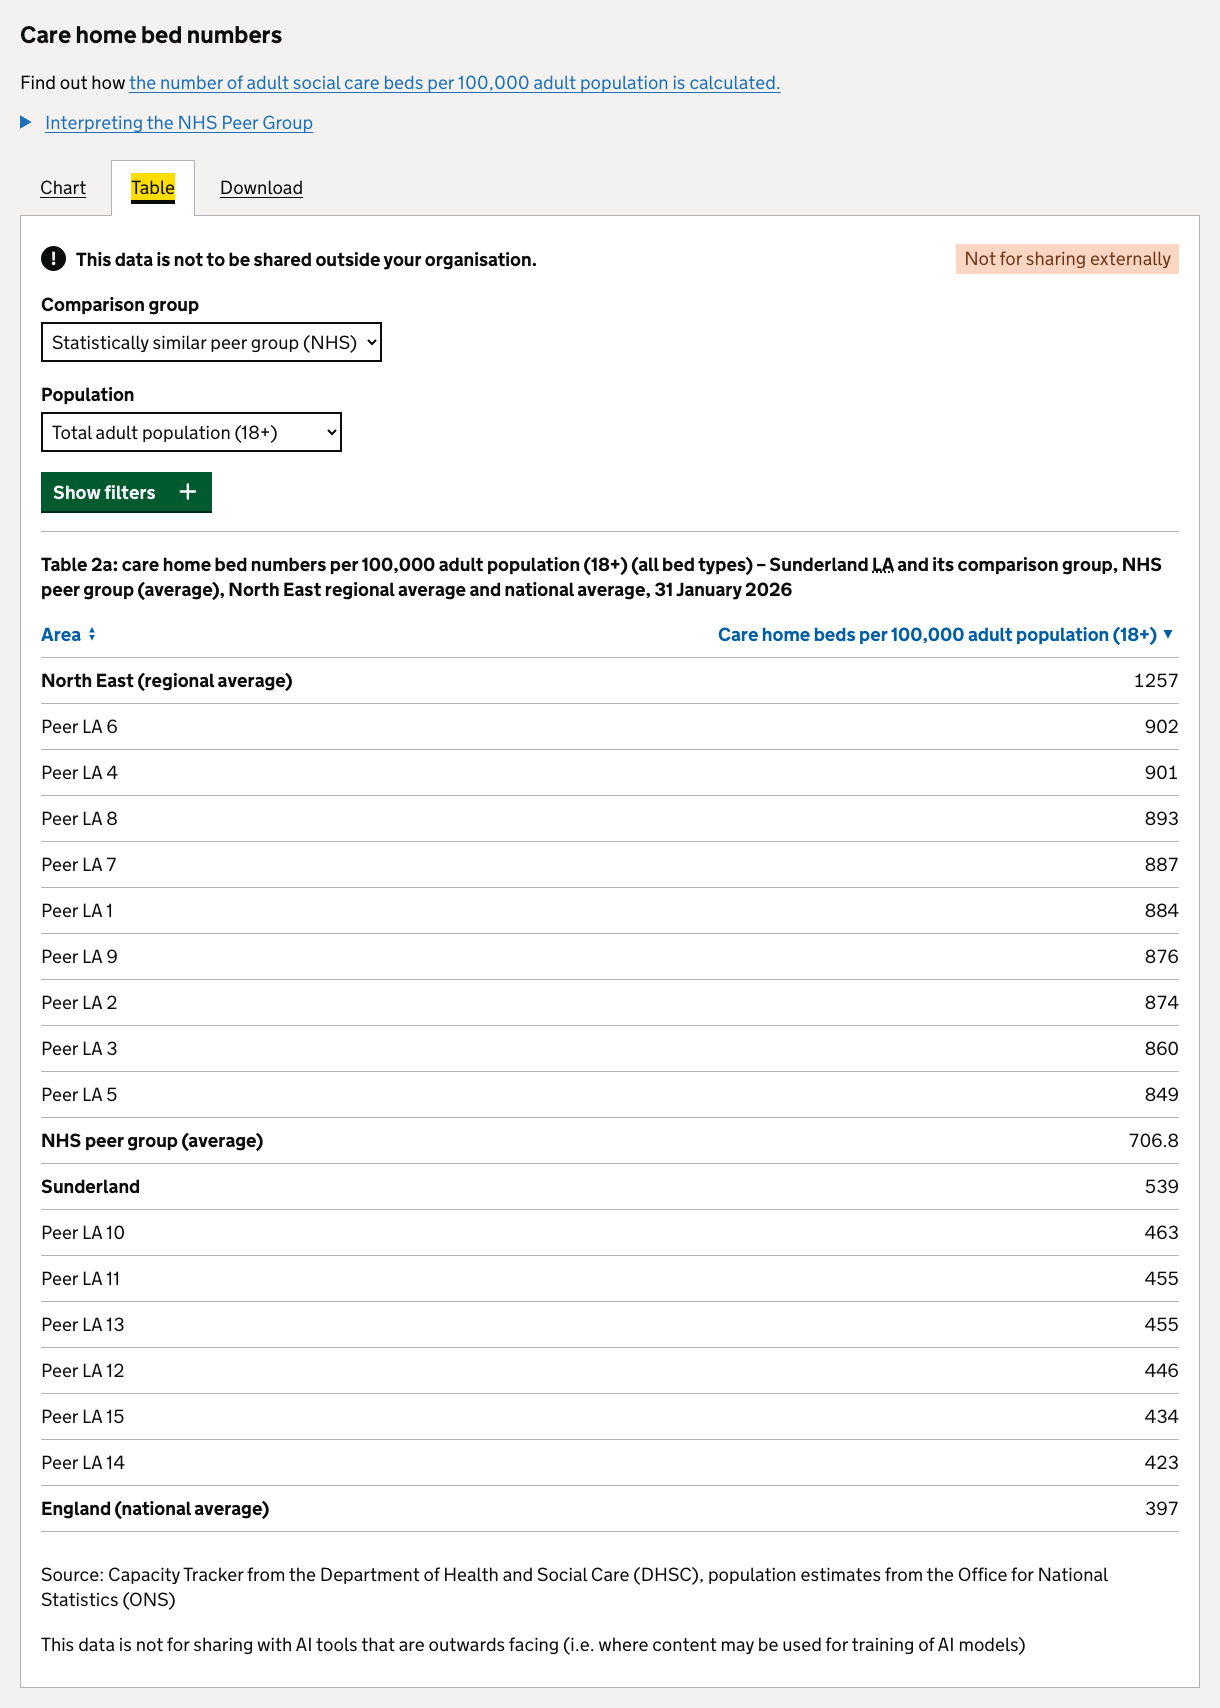 Care home bed numbers
Find out how the number of adult social care beds per 100,000 adult population is calculated.
Interpreting the NHS Peer Group
Chart Table Download
This data is not to be shared outside your organisation. Not for sharing externally
Comparison group
Statistically similar peer group (NHS)
Population
Total adult population (18+)
Show filters +
Table 2a: care home bed numbers per 100,000 adult population (18+) (all bed types) – Sunderland LA and its comparison group, NHS
peer group (average), North East regional average and national average, 31 January 2026
Area Care home beds per 100,000 adult population (18+) ▼
North East (regional average) 1257
Peer LA 6 902
Peer LA 4 901
Peer LA 8 893
Peer LA 7 887
Peer LA 1 884
Peer LA 9 876
Peer LA 2 874
Peer LA 3 860
Peer LA 5 849
NHS peer group (average) 706.8
Sunderland 539
Peer LA 10 463
Peer LA 11 455
Peer LA 13 455
Peer LA 12 446
Peer LA 15 434
Peer LA 14 423
England (national average) 397
Source: Capacity Tracker from the Department of Health and Social Care (DHSC), population estimates from the Office for National
Statistics (ONS)
This data is not for sharing with AI tools that are outwards facing (i.e. where content may be used for training of AI models)